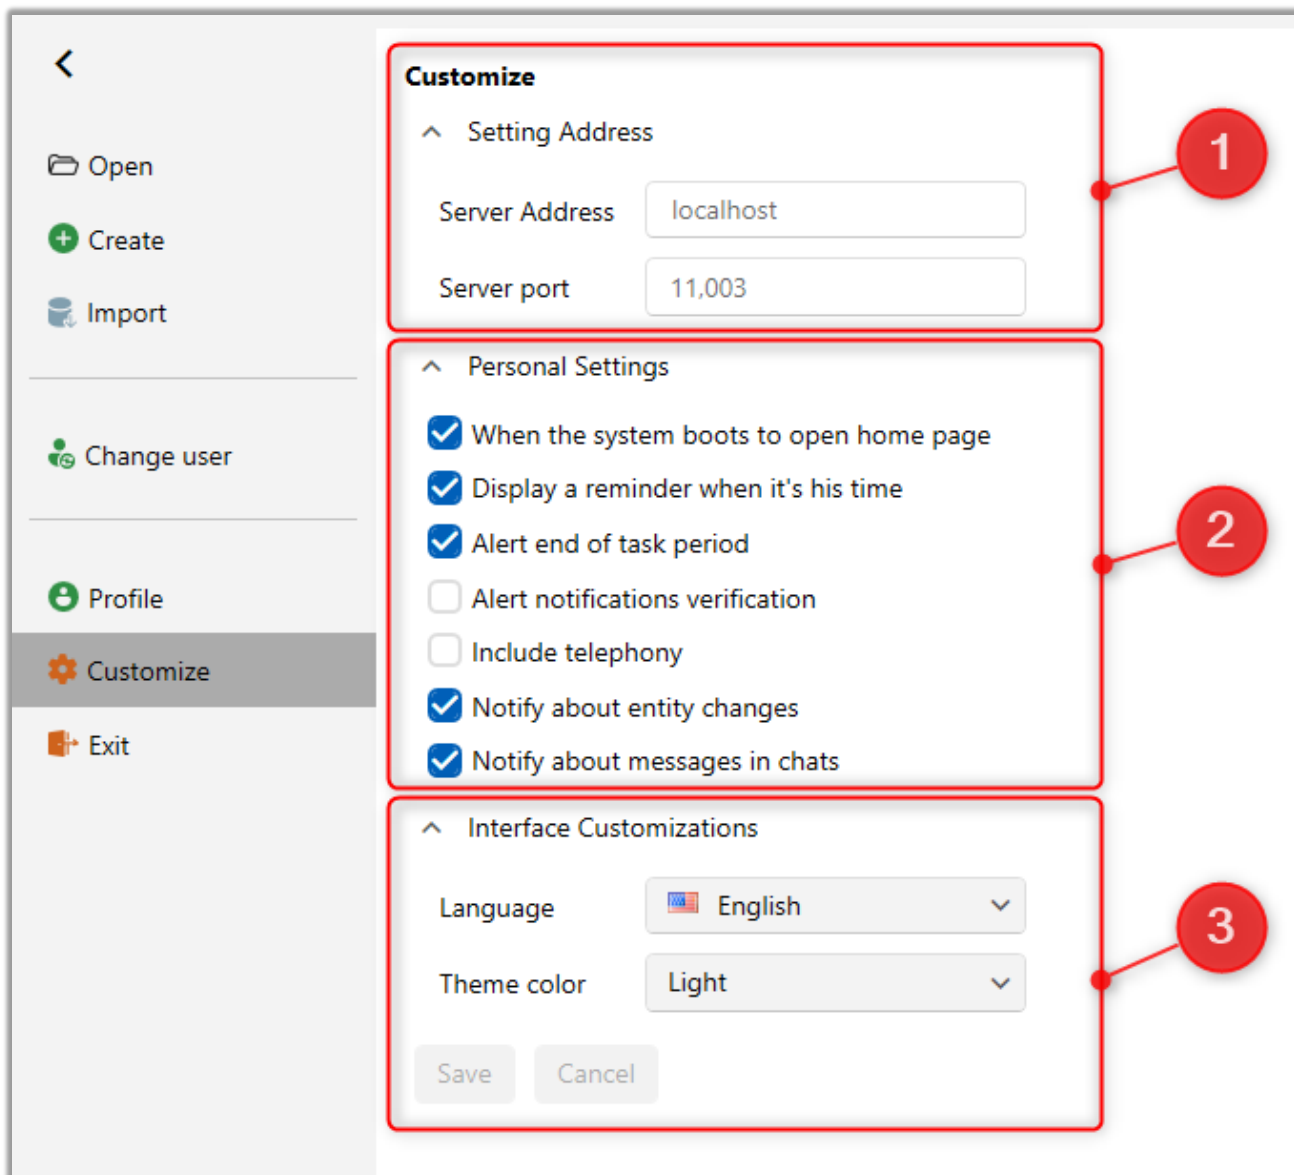 Open
Create
Import
Change user
Profile
Customize
Exit
Customize
Setting Address
Server Address localhost
Server port 11,003
1
Personal Settings
When the system boots to open home page
Display a reminder when it's his time
Alert end of task period
Alert notifications verification
Include telephony
Notify about entity changes
Notify about messages in chats
2
Interface Customizations
Language English
Theme color Light
Save Cancel
3